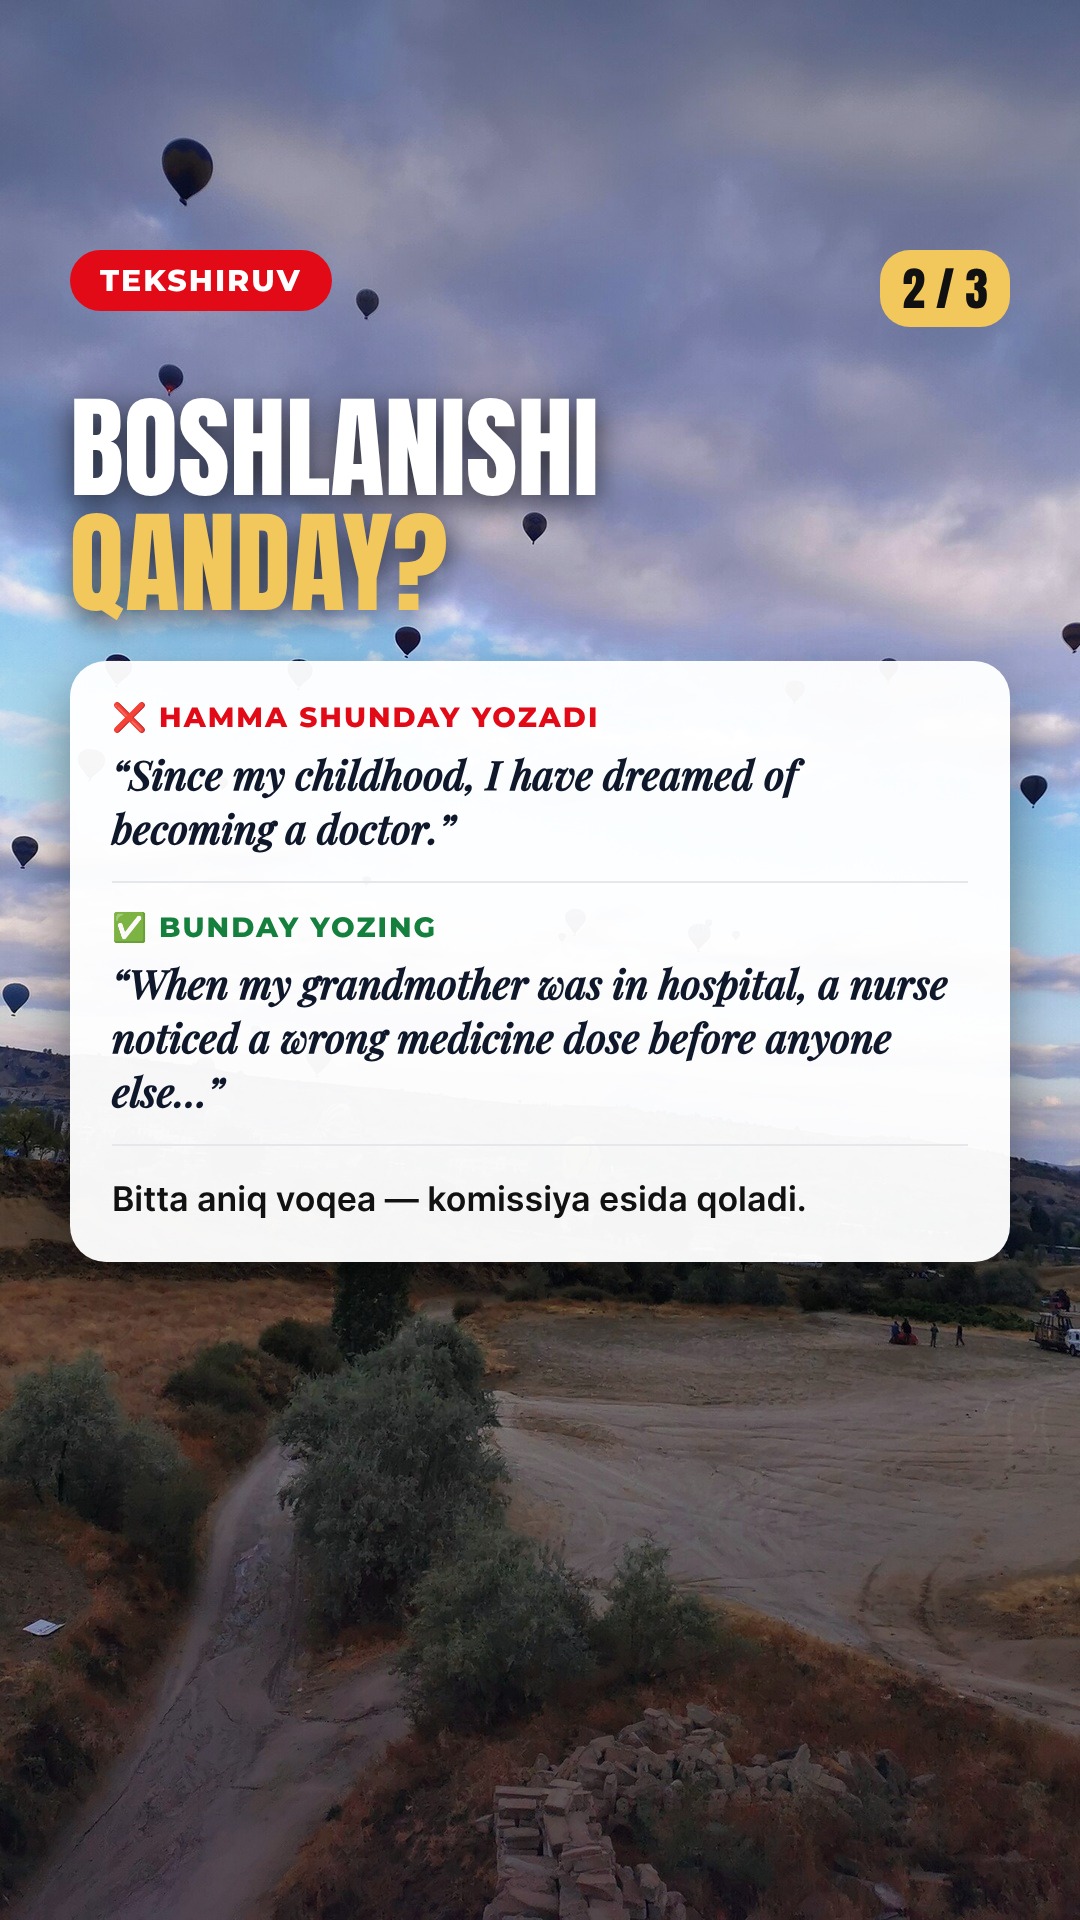 TEKSHIRUV
2 / 3
BOSHLANISHI
QANDAY?
❌ HAMMA SHUNDAY YOZADI
“Since my childhood, I have dreamed of
becoming a doctor.”
✅ BUNDAY YOZING
“When my grandmother was in hospital, a nurse
noticed a wrong medicine dose before anyone
else...”
Bitta aniq voqea — komissiya esida qoladi.